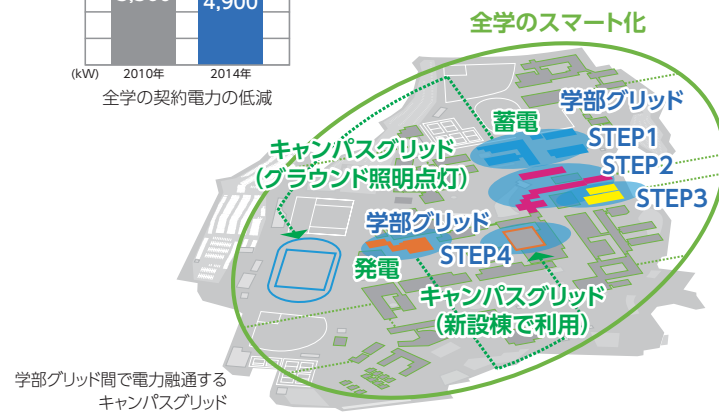 4,900
(kW) 2010年 2014年
全学の契約電力の低減
全学のスマート化
学部グリッド
蓄電
STEP1
キャンパスグリッド
(グラウンド照明点灯)
STEP2
STEP3
学部グリッド
STEP4
発電
キャンパスグリッド
(新設棟で利用)
学部グリッド間で電力融通する
キャンパスグリッド